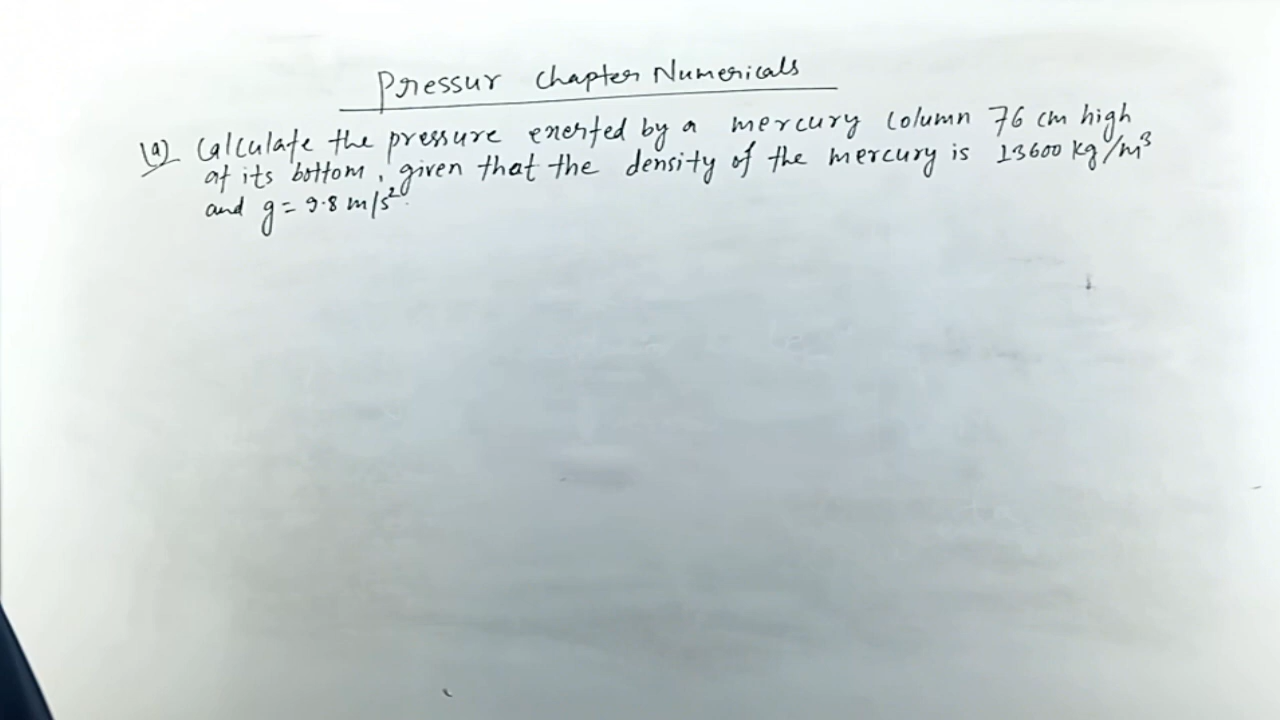 Pressur Chapter Numericals
(a) Calculate the pressure exerted by a mercury column 76 cm high
at its bottom, given that the density of the mercury is 13600 kg/m³
and g = 9.8 m/s².